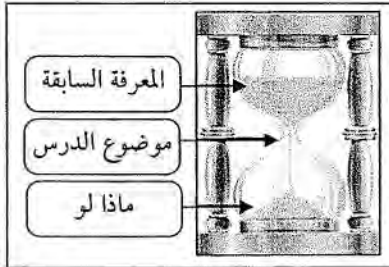 المعرفة السابقة
موضوع الدرس
ماذا لو